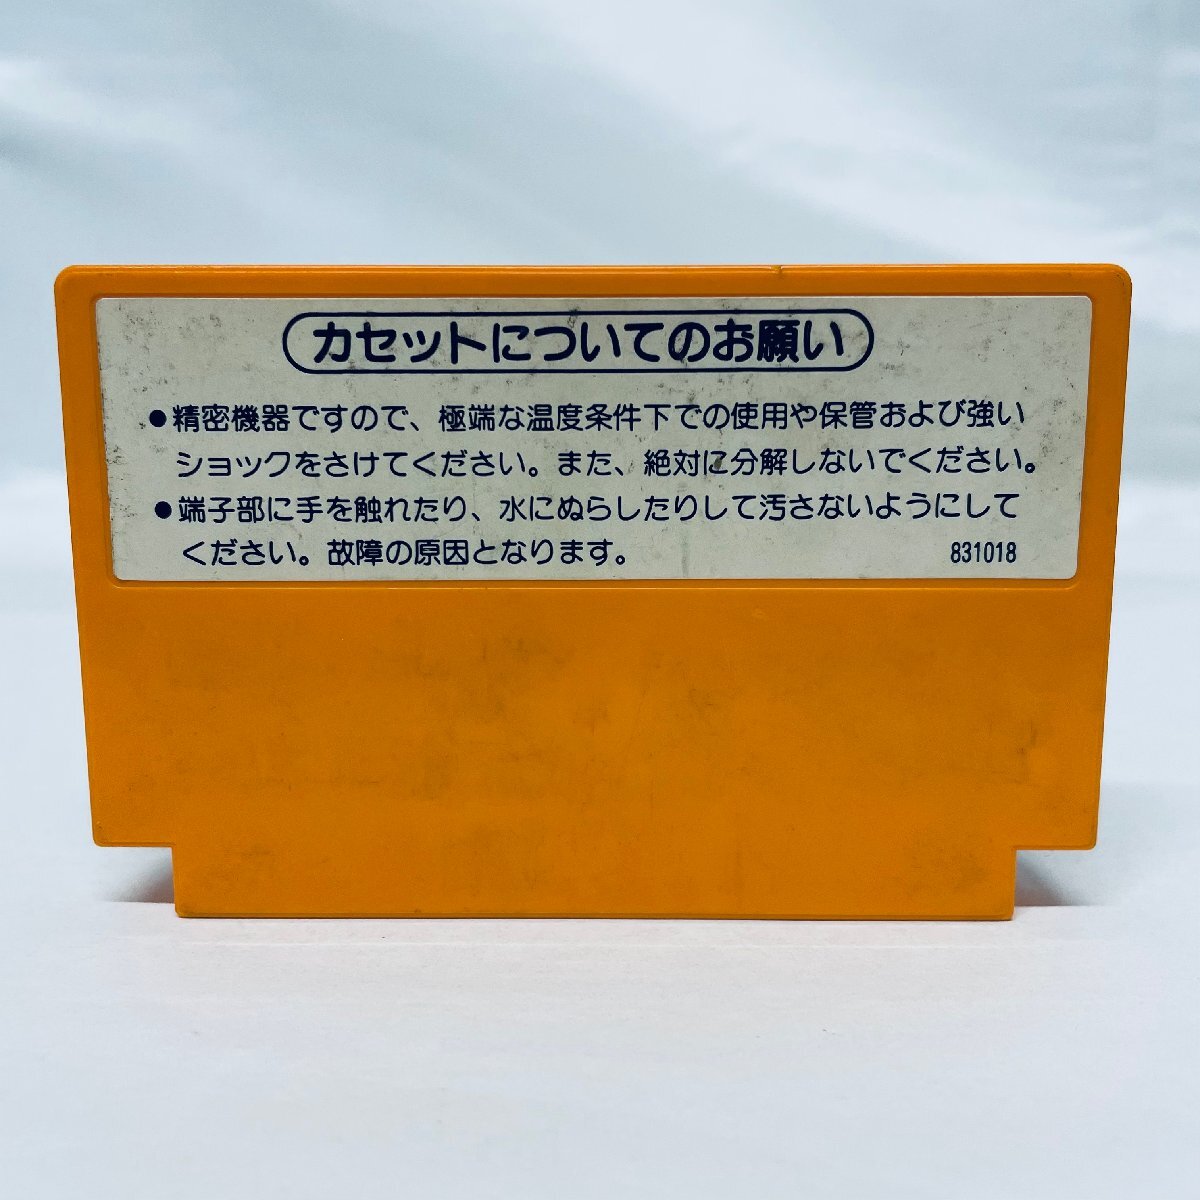 カセットについてのお願い
●精密機器ですので、極端な温度条件下での使用や保管および強い
ショックをさけてください。また、絶対に分解しないでください。
●端子部に手を触れたり、水にぬらしたりして汚さないようにして
ください。故障の原因となります。 831018